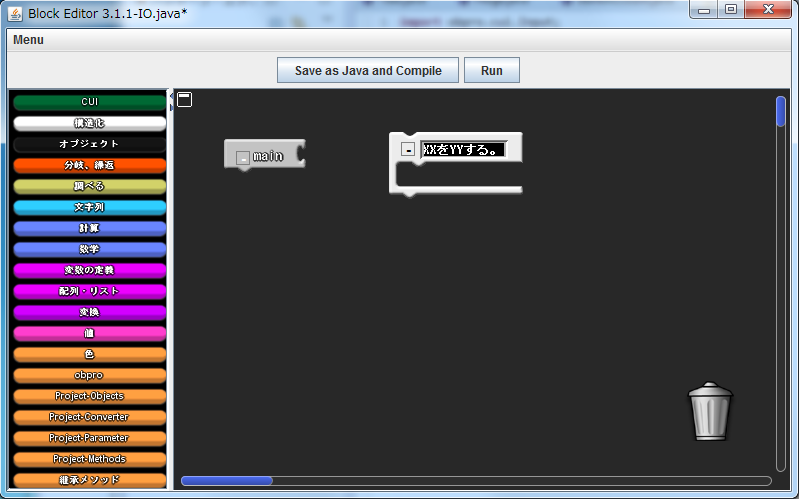 Block Editor 3.1.1-IO.java*
Menu
Save as Java and Compile
Run
CUI
構造化
オブジェクト
分岐、繰返
調べる
文字列
計算
数学
変数の定義
配列・リスト
変換
値
色
obpro
Project-Objects
Project-Converter
Project-Parameter
Project-Methods
継承メソッド
- main
- XXをYYする。